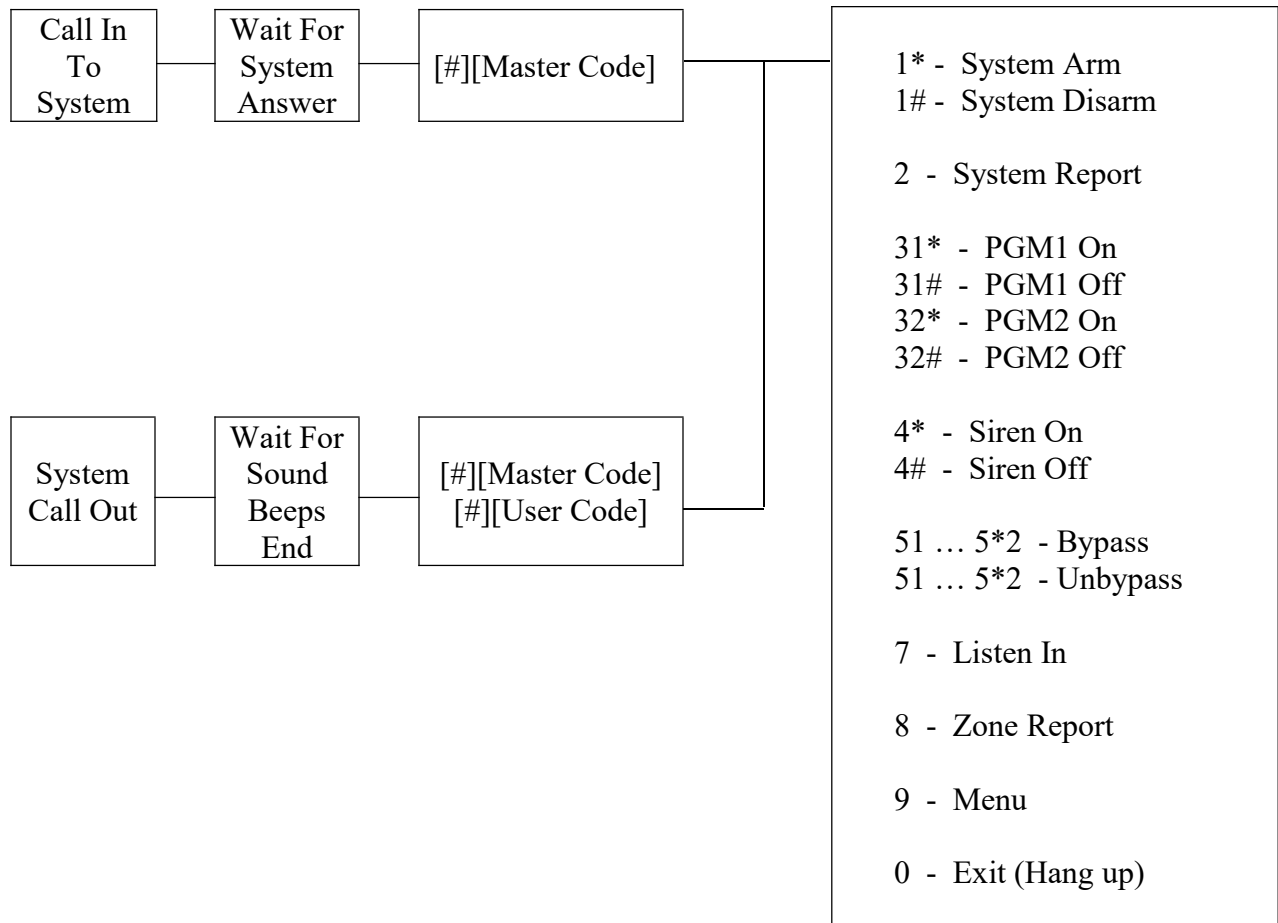 Call In
To
System
Wait For
System
Answer
[#][Master Code]
System
Call Out
Wait For
Sound
Beeps
End
[#][Master Code]
[#][User Code]
1* - System Arm
1# - System Disarm
2 - System Report
31* - PGM1 On
31# - PGM1 Off
32* - PGM2 On
32# - PGM2 Off
4* - Siren On
4# - Siren Off
51 … 5*2 - Bypass
51 … 5*2 - Unbypass
7 - Listen In
8 - Zone Report
9 - Menu
0 - Exit (Hang up)